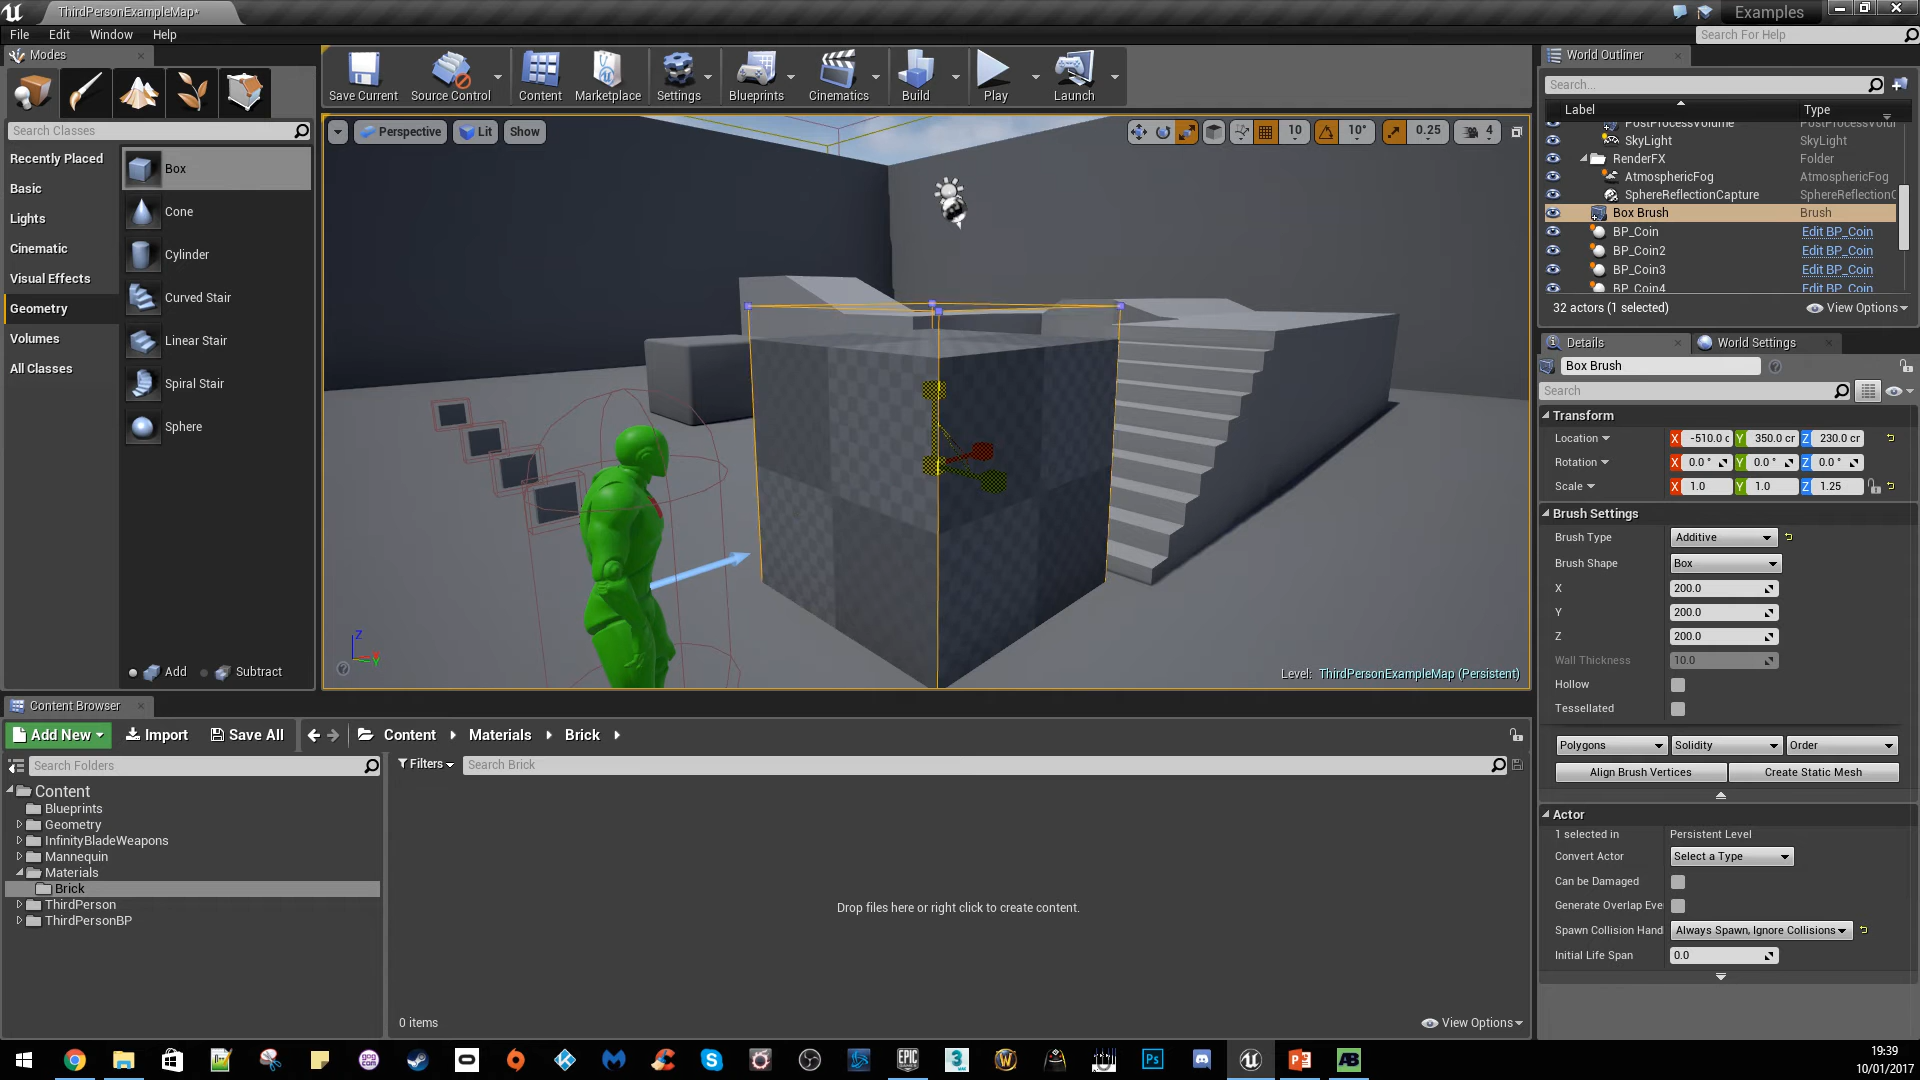 ThirdPersonExampleMap*
Examples
File Edit Window Help
Search For Help
Modes
Search Classes
Recently Placed
Basic
Lights
Cinematic
Visual Effects
Geometry
Volumes
All Classes
Box
Cone
Cylinder
Curved Stair
Linear Stair
Spiral Stair
Sphere
Add Subtract
Save Current Source Control Content Marketplace Settings Blueprints Cinematics Build Play Launch
Perspective Lit Show
10 10° 0.25 4
Level: ThirdPersonExampleMap (Persistent)
World Outliner
Search...
Label Type
PostProcessVolume PostProcessVolu
SkyLight SkyLight
RenderFX Folder
AtmosphericFog AtmosphericFog
SphereReflectionCapture SphereReflectionC
Box Brush Brush
BP_Coin Edit BP_Coin
BP_Coin2 Edit BP_Coin
BP_Coin3 Edit BP_Coin
BP_Coin4 Edit BP_Coin
32 actors (1 selected) View Options
Details World Settings
Box Brush
Search
Transform
Location X -510.0 c Y 350.0 cr Z 230.0 cr
Rotation X 0.0 ° Y 0.0 ° Z 0.0 °
Scale X 1.0 Y 1.0 Z 1.25
Brush Settings
Brush Type Additive
Brush Shape Box
X 200.0
Y 200.0
Z 200.0
Wall Thickness 10.0
Hollow
Tessellated
Polygons Solidity Order
Align Brush Vertices Create Static Mesh
Actor
1 selected in Persistent Level
Convert Actor Select a Type
Can be Damaged
Generate Overlap Eve
Spawn Collision Hand Always Spawn, Ignore Collisions
Initial Life Span 0.0
Content Browser
Add New Import Save All Content Materials Brick
Search Folders
Filters Search Brick
Content
Blueprints
Geometry
InfinityBladeWeapons
Mannequin
Materials
Brick
ThirdPerson
ThirdPersonBP
Drop files here or right click to create content.
0 items View Options
19:39
10/01/2017